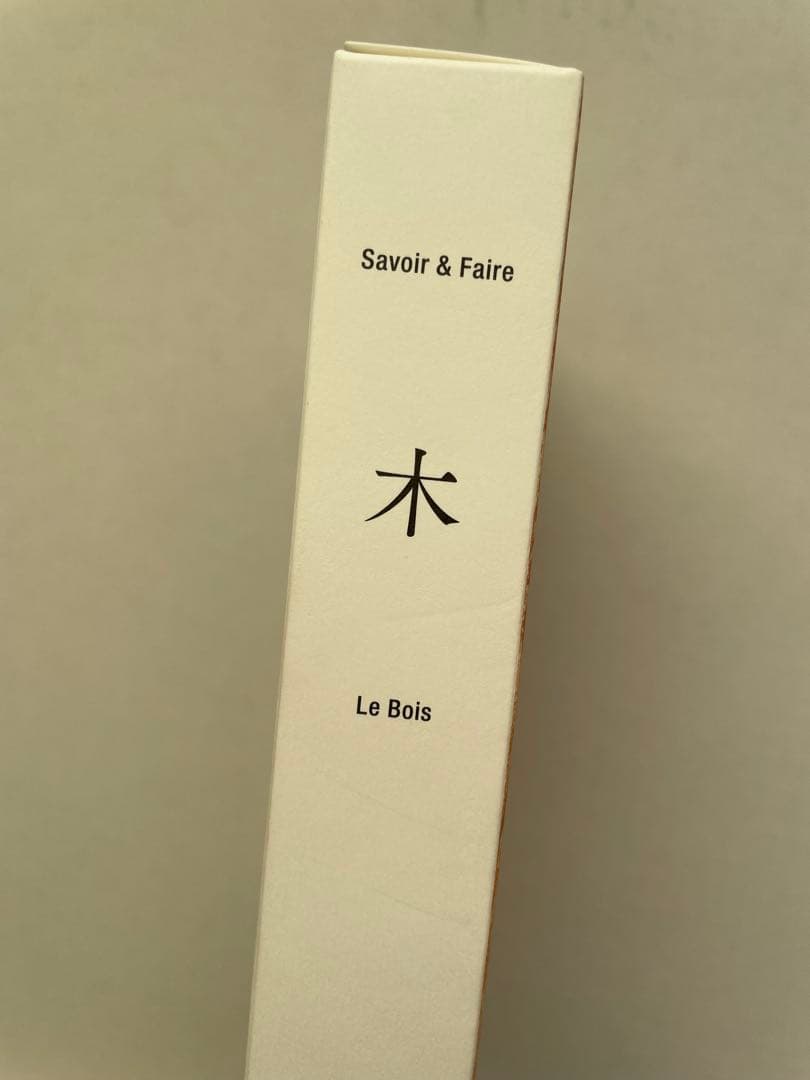 Savoir & Faire
木
Le Bois